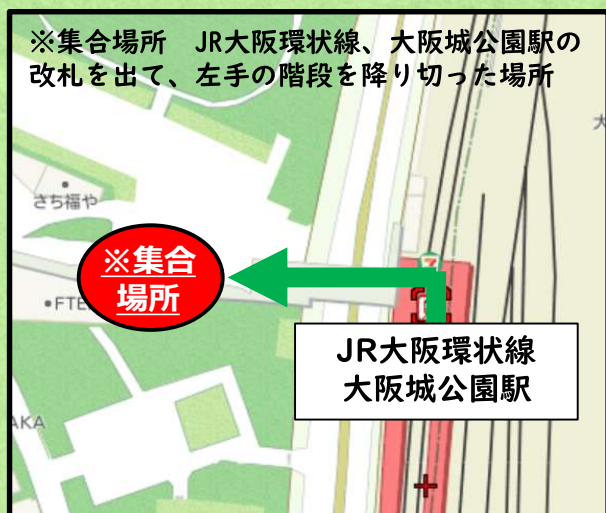 ※集合場所　JR大阪環状線、大阪城公園駅の
改札を出て、左手の階段を降り切った場所
大
さち福や
※集合
場所
•FTE
JR大阪環状線
大阪城公園駅
AKA